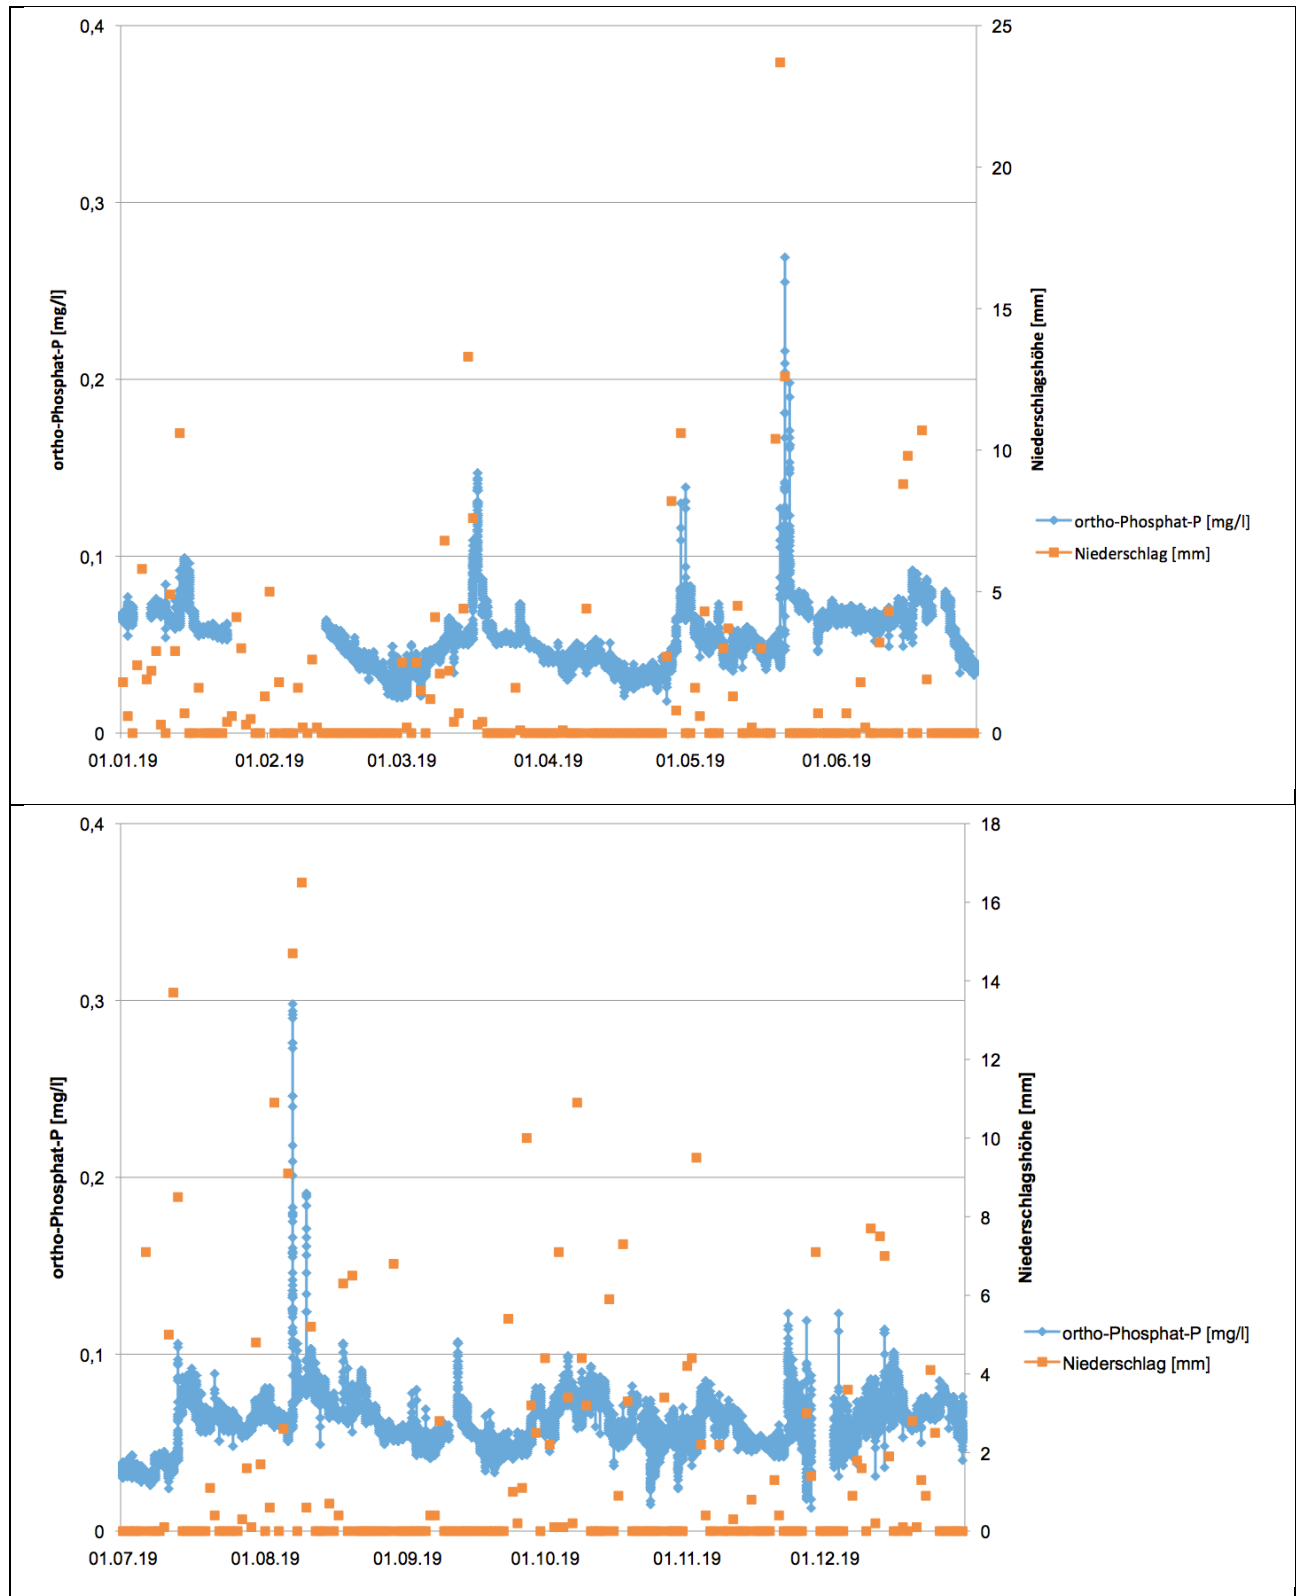 0,4
25
20
0,3
15
0,2
10
0,1
5
0
0
ortho-Phosphat-P [mg/l]
Niederschlagshöhe [mm]
ortho-Phosphat-P [mg/l]
Niederschlag [mm]
01.01.19 01.02.19 01.03.19 01.04.19 01.05.19 01.06.19
0,4
18
16
14
0,3
12
10
0,2
8
6
0,1
4
2
0
0
ortho-Phosphat-P [mg/l]
Niederschlagshöhe [mm]
ortho-Phosphat-P [mg/l]
Niederschlag [mm]
01.07.19 01.08.19 01.09.19 01.10.19 01.11.19 01.12.19